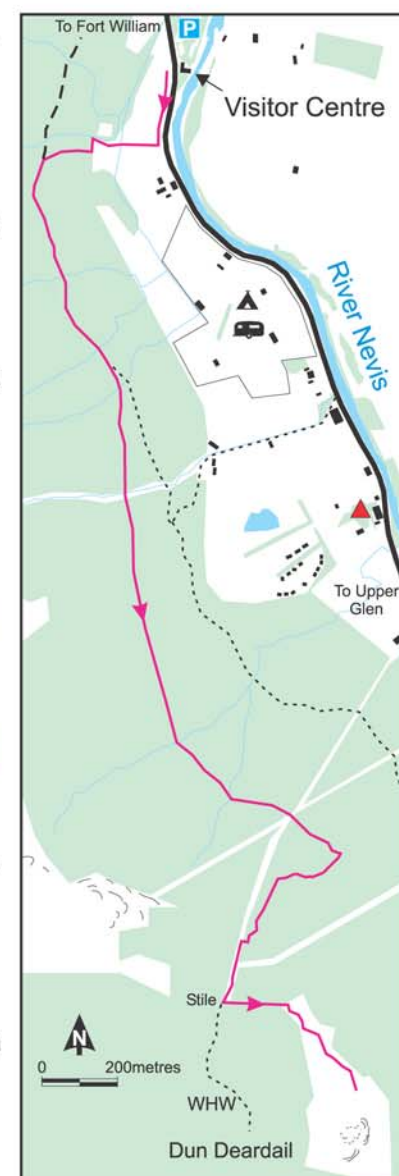 To Fort William
P
Visitor Centre
River Nevis
To Upper
Glen
Stile
N
0 200metres
WHW
Dun Deardail